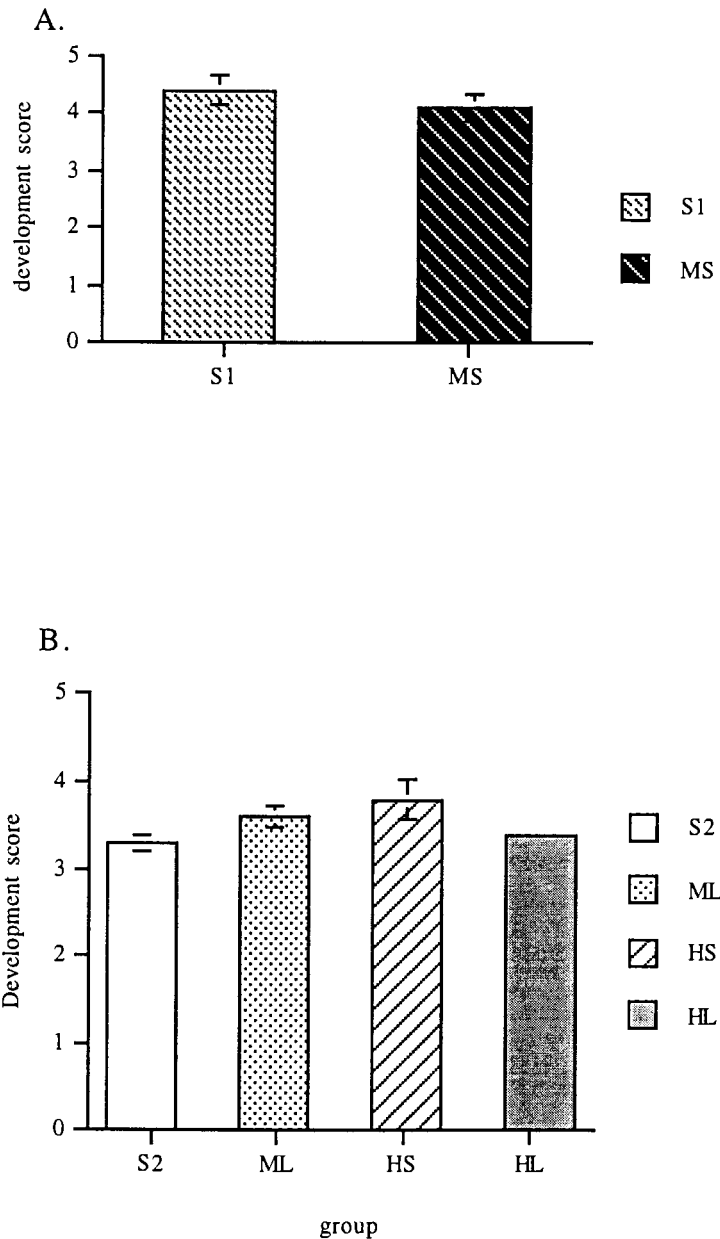 A.
development score
5
4
3
2
1
0
S1
MS
S1
MS
B.
Development score
5
4
3
2
1
0
S2
ML
HS
HL
group
S2
ML
HS
HL